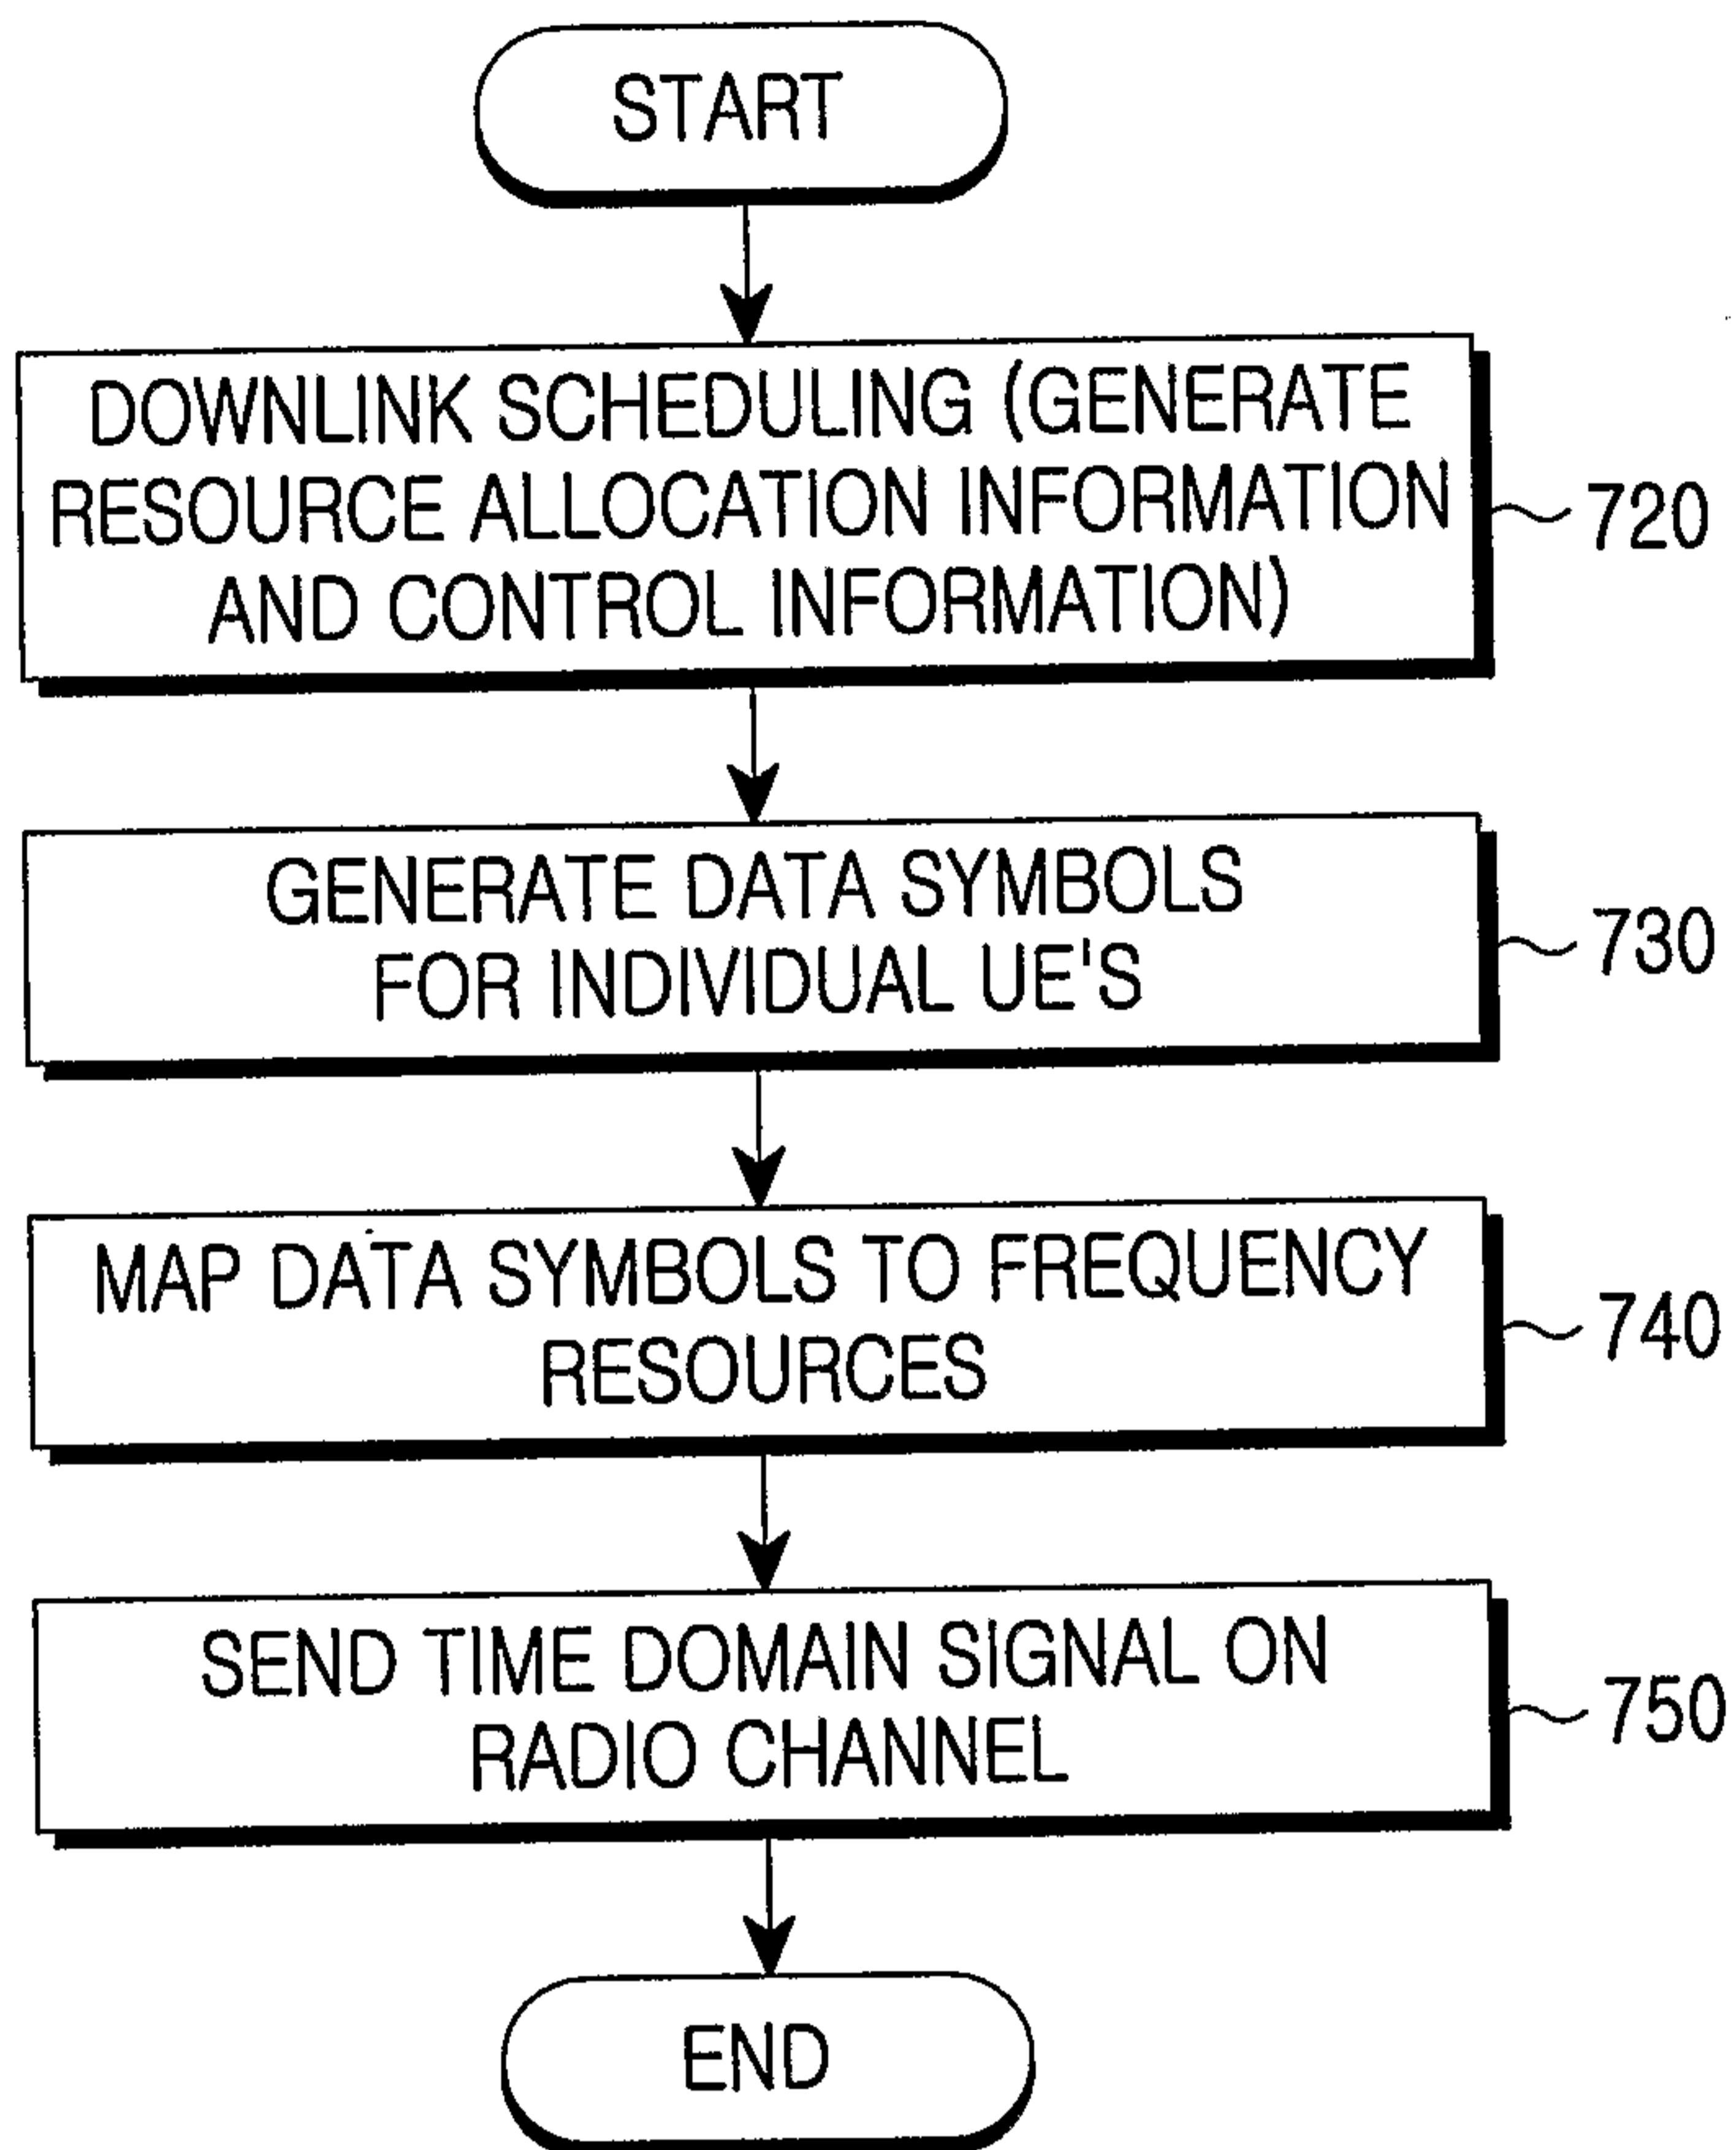 START
DOWNLINK SCHEDULING (GENERATE
RESOURCE ALLOCATION INFORMATION
AND CONTROL INFORMATION)
720
GENERATE DATA SYMBOLS
FOR INDIVIDUAL UE'S
730
MAP DATA SYMBOLS TO FREQUENCY
RESOURCES
740
SEND TIME DOMAIN SIGNAL ON
RADIO CHANNEL
750
END